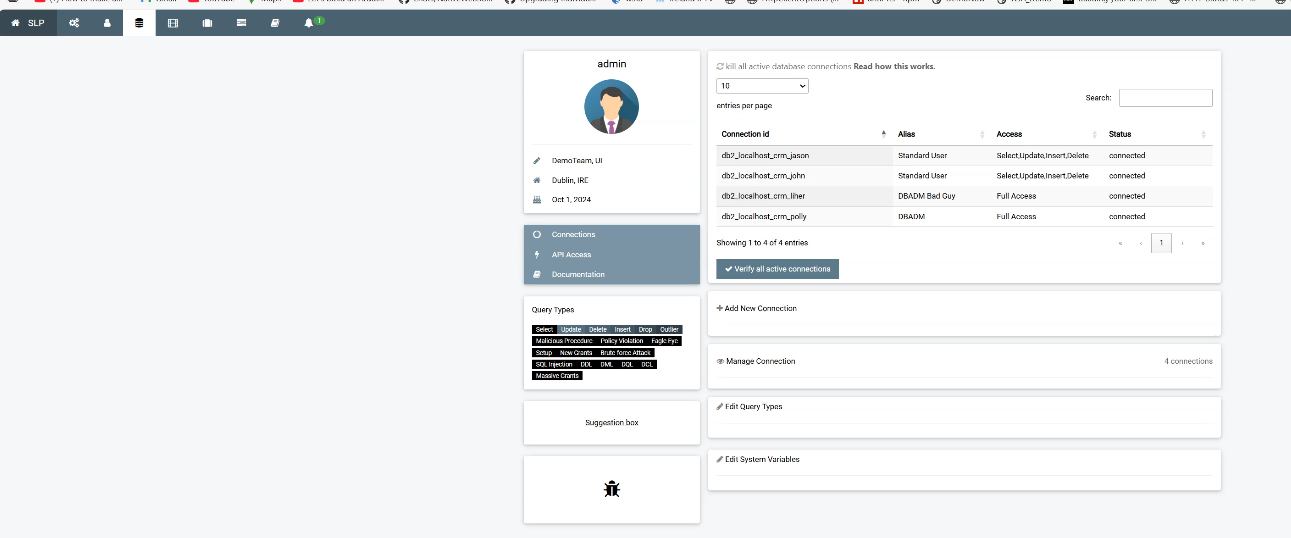 SLP
1
admin
DemoTeam, UI
Dublin, IRE
Oct 1, 2024
Connections
API Access
Documentation
Query Types
Select Update Delete Insert Drop Outlier
Malicious Procedure Policy Violation Eagle Eye
Setup New Grants Brute force Attack
SQL Injection DDL DML DQL DCL
Massive Grants
Suggestion box
kill all active database connections Read how this works.
10
entries per page
Search:
Connection id Alias Access Status
db2_localhost_crm_jason Standard User Select,Update,Insert,Delete connected
db2_localhost_crm_john Standard User Select,Update,Insert,Delete connected
db2_localhost_crm_liher DBADM Bad Guy Full Access connected
db2_localhost_crm_polly DBADM Full Access connected
Showing 1 to 4 of 4 entries
« ‹ 1 › »
Verify all active connections
Add New Connection
Manage Connection 4 connections
Edit Query Types
Edit System Variables